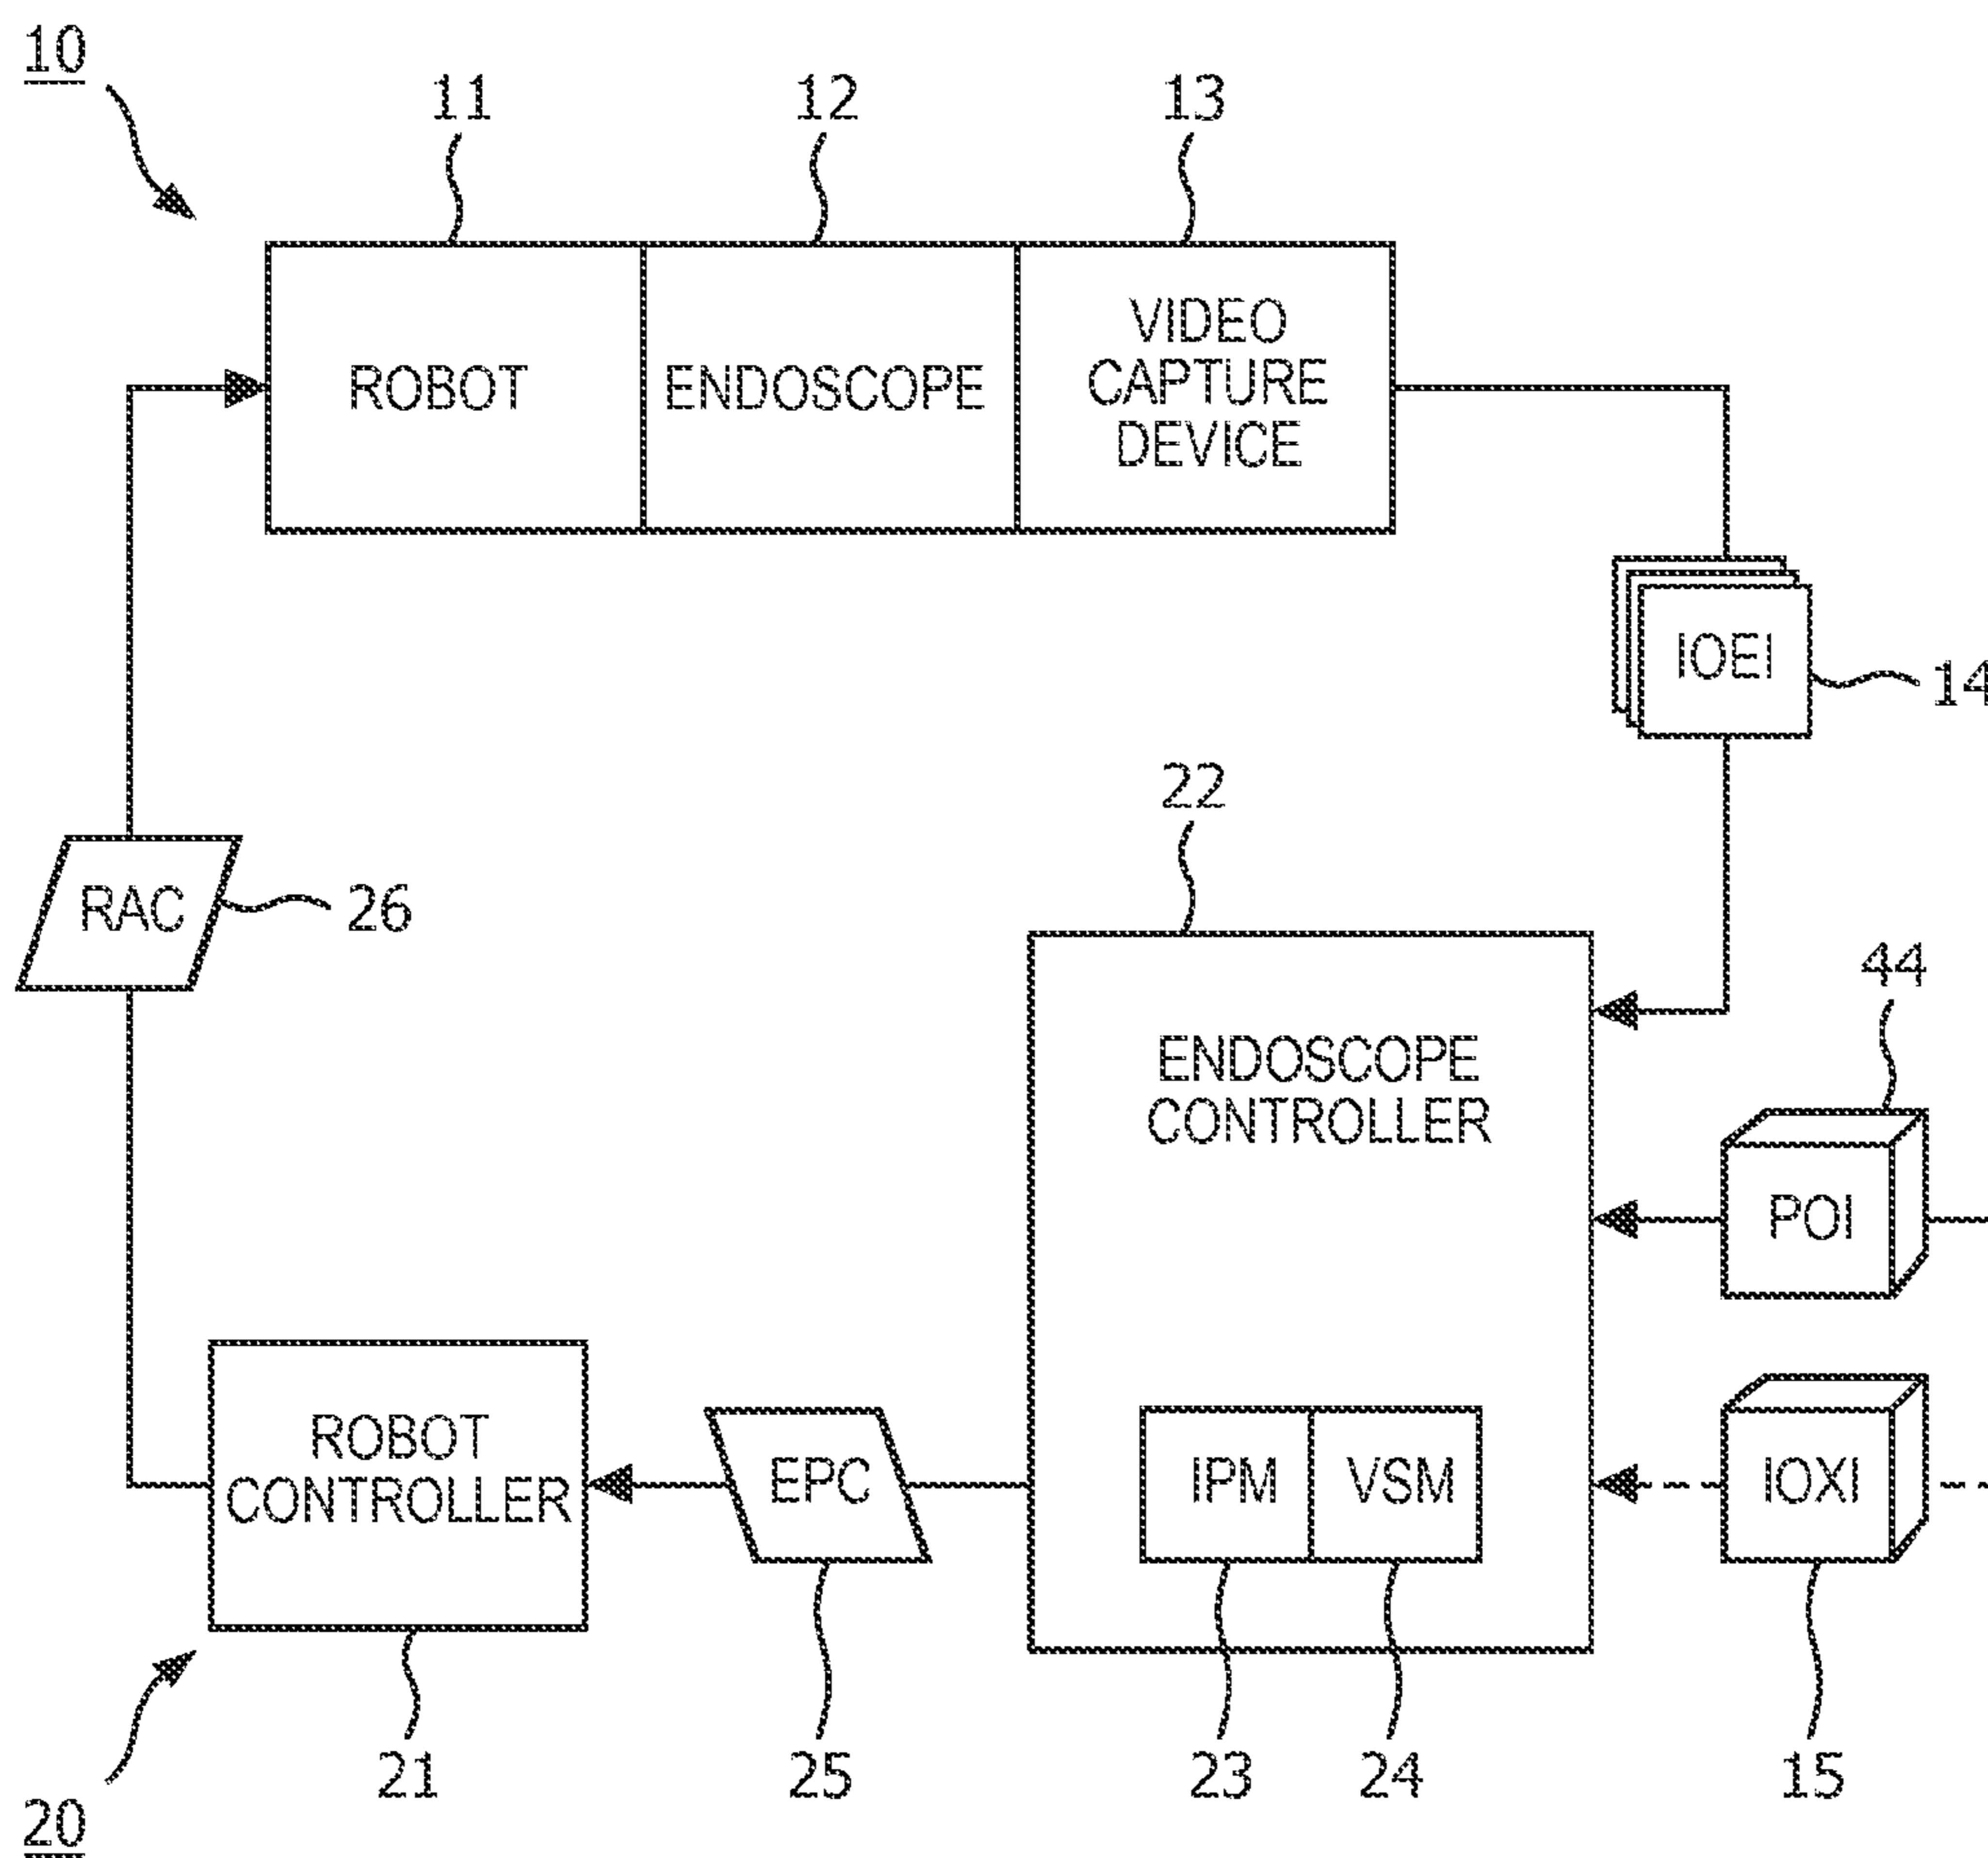 10
11
12
13
ROBOT
ENDOSCOPE
VIDEO
CAPTURE
DEVICE
IOEI
14
22
RAC
26
44
ENDOSCOPE
CONTROLLER
POI
ROBOT
CONTROLLER
EPC
IPM
VSM
IOXI
21
25
23
24
15
20